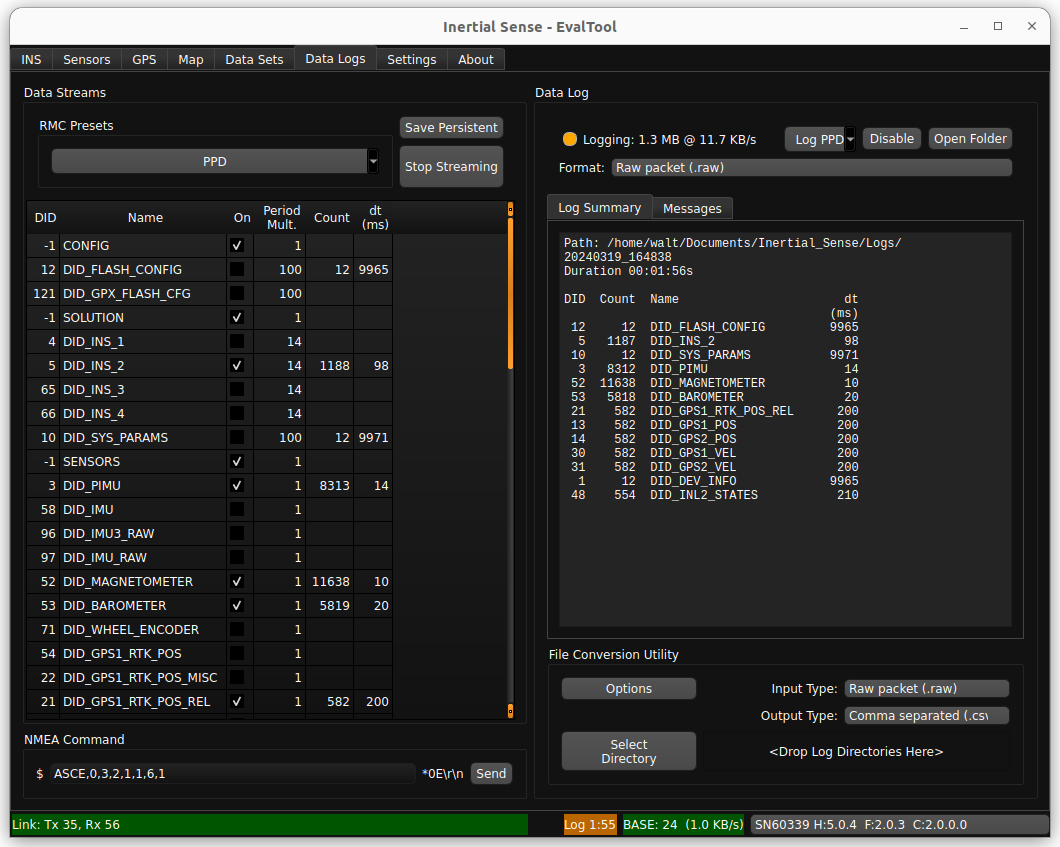 Inertial Sense - EvalTool
INS Sensors GPS Map Data Sets Data Logs Settings About
Data Streams
RMC Presets
PPD
Save Persistent
Stop Streaming
DID Name On Period Mult. Count dt (ms)
-1 CONFIG ✓ 1
12 DID_FLASH_CONFIG 100 12 9965
121 DID_GPX_FLASH_CFG 100
-1 SOLUTION ✓ 1
4 DID_INS_1 14
5 DID_INS_2 ✓ 14 1188 98
65 DID_INS_3 14
66 DID_INS_4 14
10 DID_SYS_PARAMS 100 12 9971
-1 SENSORS ✓ 1
3 DID_PIMU ✓ 1 8313 14
58 DID_IMU 1
96 DID_IMU3_RAW 1
97 DID_IMU_RAW 1
52 DID_MAGNETOMETER ✓ 1 11638 10
53 DID_BAROMETER ✓ 1 5819 20
71 DID_WHEEL_ENCODER 1
54 DID_GPS1_RTK_POS 1
22 DID_GPS1_RTK_POS_MISC 1
21 DID_GPS1_RTK_POS_REL ✓ 1 582 200
NMEA Command
$ ASCE,0,3,2,1,1,6,1 *0E\r\n Send
Data Log
Logging: 1.3 MB @ 11.7 KB/s Log PPD Disable Open Folder
Format: Raw packet (.raw)
Log Summary Messages
Path: /home/walt/Documents/Inertial_Sense/Logs/
20240319_164838
Duration 00:01:56s
DID Count Name dt
(ms)
12 12 DID_FLASH_CONFIG 9965
5 1187 DID_INS_2 98
10 12 DID_SYS_PARAMS 9971
3 8312 DID_PIMU 14
52 11638 DID_MAGNETOMETER 10
53 5818 DID_BAROMETER 20
21 582 DID_GPS1_RTK_POS_REL 200
13 582 DID_GPS1_POS 200
14 582 DID_GPS2_POS 200
30 582 DID_GPS1_VEL 200
31 582 DID_GPS2_VEL 200
1 12 DID_DEV_INFO 9965
48 554 DID_INL2_STATES 210
File Conversion Utility
Options
Input Type: Raw packet (.raw)
Output Type: Comma separated (.csv
Select
Directory
<Drop Log Directories Here>
Link: Tx 35, Rx 56 Log 1:55 BASE: 24 (1.0 KB/s) SN60339 H:5.0.4 F:2.0.3 C:2.0.0.0